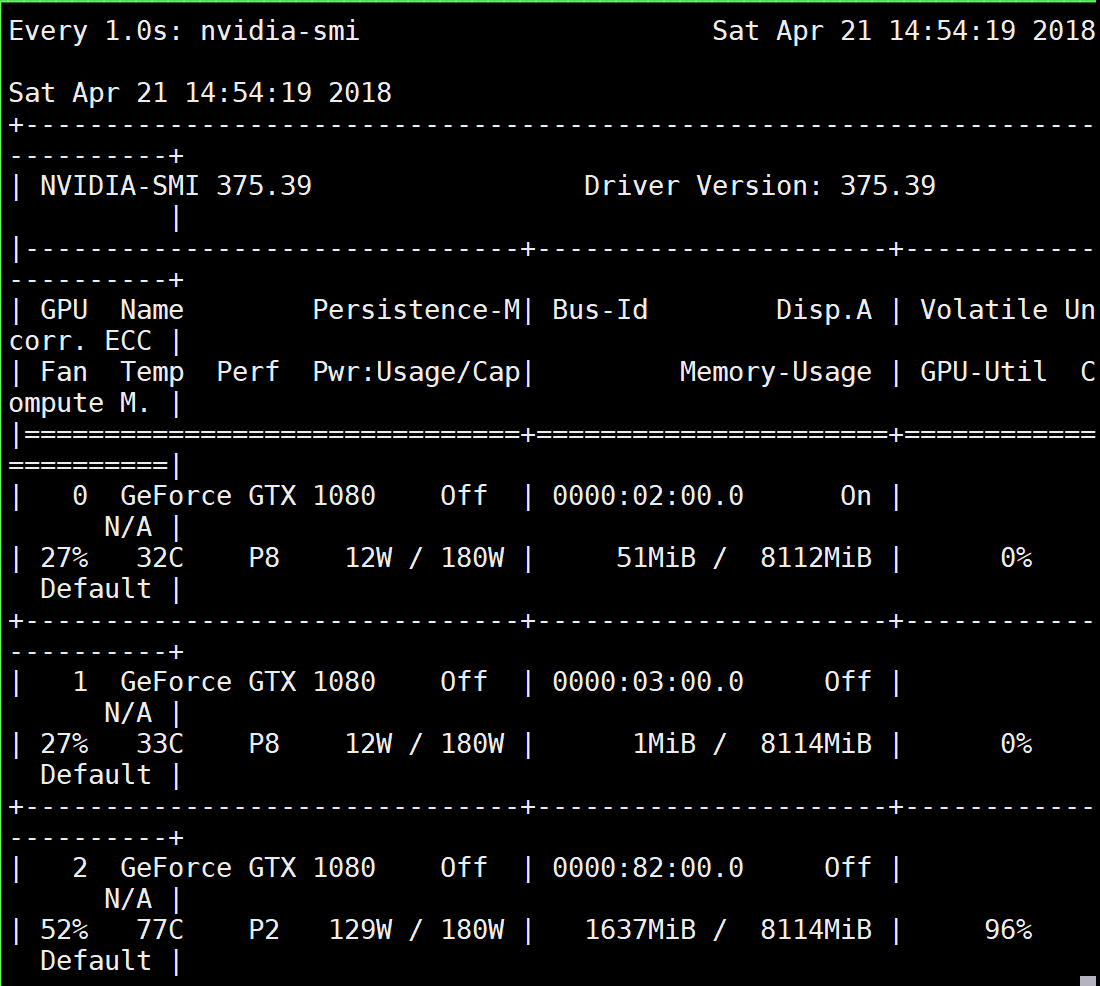 Every 1.0s: nvidia-smi                      Sat Apr 21 14:54:19 2018

Sat Apr 21 14:54:19 2018
+-------------------------------------------------------------------
----------+
| NVIDIA-SMI 375.39                 Driver Version: 375.39
          |
|-------------------------------+----------------------+------------
----------+
| GPU  Name        Persistence-M| Bus-Id        Disp.A | Volatile Un
corr. ECC |
| Fan  Temp  Perf  Pwr:Usage/Cap|         Memory-Usage | GPU-Util  C
ompute M. |
|===============================+======================+============
==========|
|   0  GeForce GTX 1080    Off  | 0000:02:00.0      On |
      N/A |
| 27%   32C    P8    12W / 180W |     51MiB /  8112MiB |      0%
  Default |
+-------------------------------+----------------------+------------
----------+
|   1  GeForce GTX 1080    Off  | 0000:03:00.0     Off |
      N/A |
| 27%   33C    P8    12W / 180W |      1MiB /  8114MiB |      0%
  Default |
+-------------------------------+----------------------+------------
----------+
|   2  GeForce GTX 1080    Off  | 0000:82:00.0     Off |
      N/A |
| 52%   77C    P2   129W / 180W |   1637MiB /  8114MiB |     96%
  Default |